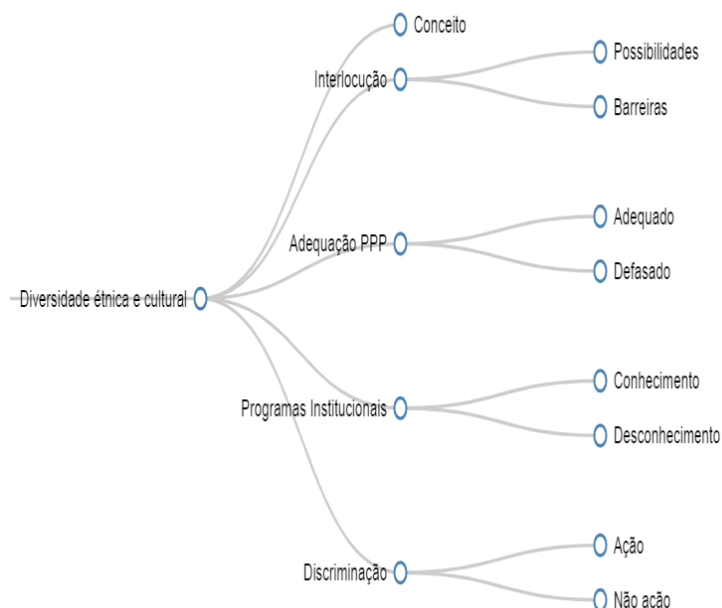 Conceito
Interlocução
Possibilidades
Barreiras
Adequação PPP
Adequado
Defasado
Diversidade étnica e cultural
Programas Institucionais
Conhecimento
Desconhecimento
Discriminação
Ação
Não ação